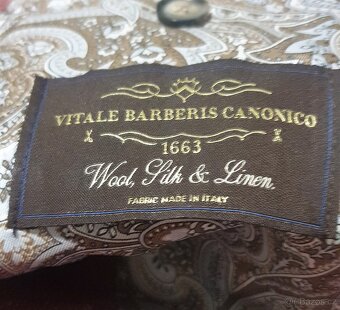 VITALE BARBERIS CANONICO
1663
Wool, Silk & Linen.
FABRIC MADE IN ITALY